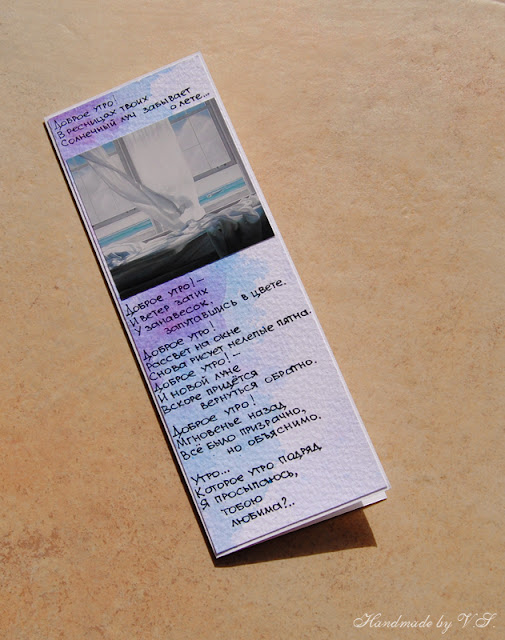 Доброе утро!
В ресницах твоих
Солнечный луч забывает
о лете...
Доброе утро! –
И ветер затих
У занавесок,
запутавшись в цвете.
Доброе утро!
Рассвет на окне
Снова рисует нелепые пятна.
Доброе утро! –
И новой луне
Вскоре придётся
вернуться обратно.
Доброе утро!
Мгновенье назад
Всё было призрачно,
но объяснимо.
Утро...
Которое утро подряд
Я просыпаюсь,
тобою
любима?..
Handmade by V.S.